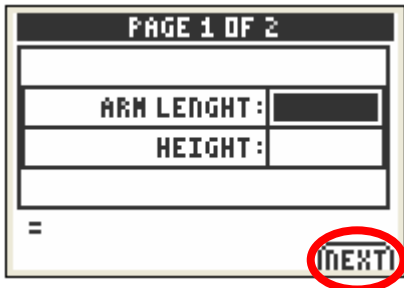 PAGE 1 OF 2
ARM LENGHT:
HEIGHT:
=
NEXT